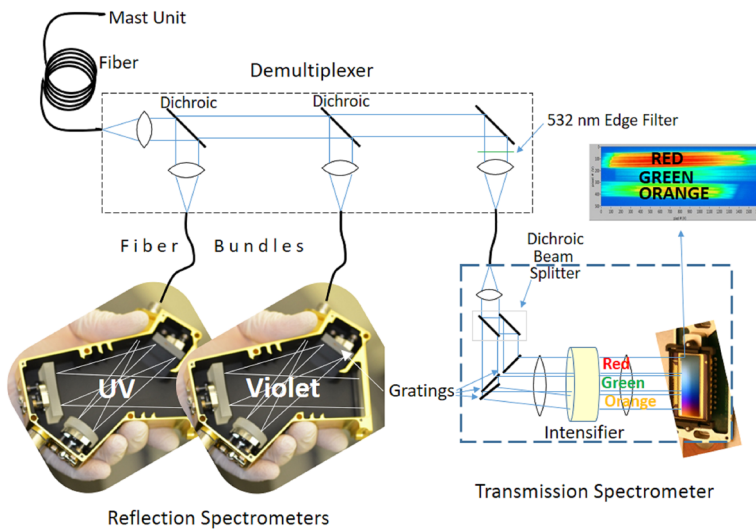 Mast Unit
Fiber
Demultiplexer
Dichroic
Dichroic
532 nm Edge Filter
RED
GREEN
ORANGE
Fiber Bundles
Dichroic
Beam
Splitter
UV
Violet
Gratings
Red
Green
Orange
Intensifier
Transmission Spectrometer
Reflection Spectrometers